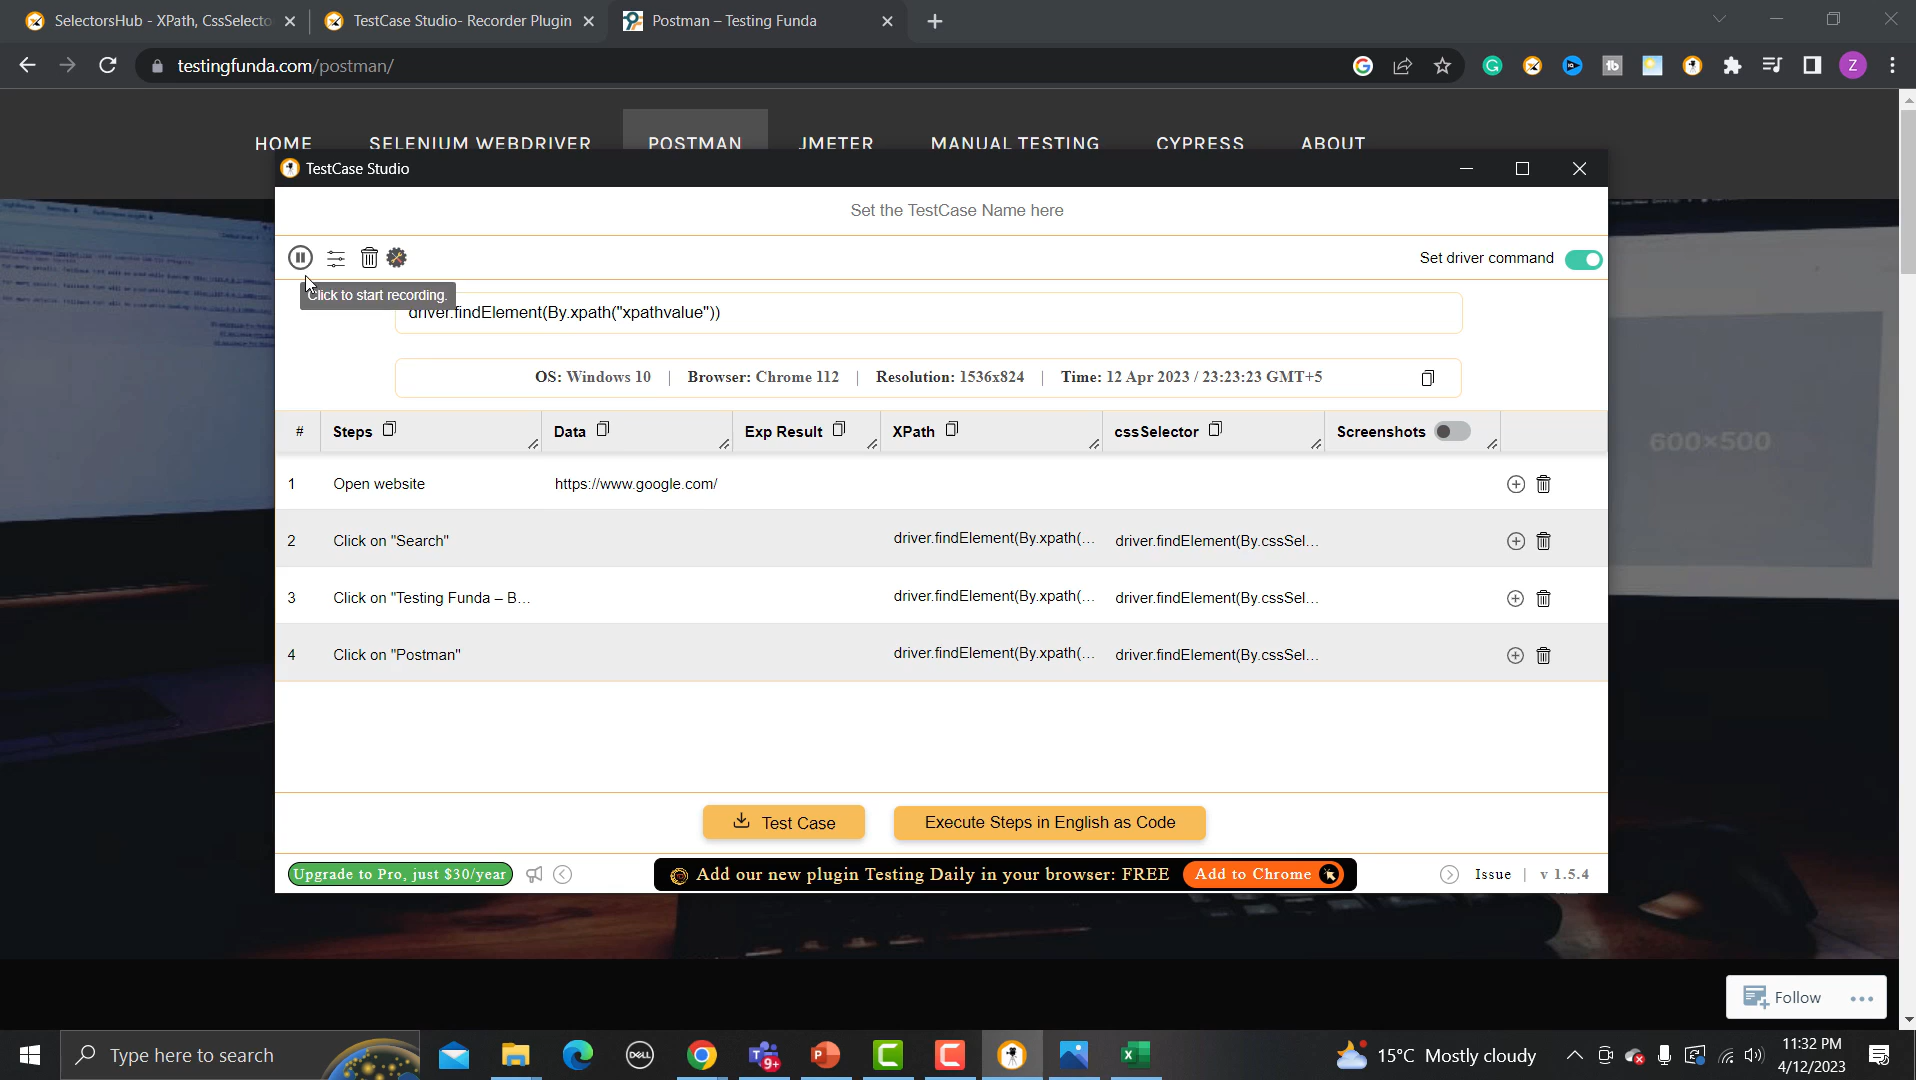 SelectorsHub - XPath, CssSelecto
TestCase Studio- Recorder Plugin
Postman – Testing Funda
testingfunda.com/postman/
Z
HOME
SELENIUM WEBDRIVER
POSTMAN
JMETER
MANUAL TESTING
CYPRESS
ABOUT
TestCase Studio
Set the TestCase Name here
Set driver command
Click to start recording.
driver.findElement(By.xpath("xpathvalue"))
OS: Windows 10 | Browser: Chrome 112 | Resolution: 1536x824 | Time: 12 Apr 2023 / 23:23:23 GMT+5
# Steps Data Exp Result XPath cssSelector Screenshots
1 Open website https://www.google.com/
2 Click on "Search" driver.findElement(By.xpath(... driver.findElement(By.cssSel...
3 Click on "Testing Funda – B... driver.findElement(By.xpath(... driver.findElement(By.cssSel...
4 Click on "Postman" driver.findElement(By.xpath(... driver.findElement(By.cssSel...
600×500
Test Case
Execute Steps in English as Code
Upgrade to Pro, just $30/year
Add our new plugin Testing Daily in your browser: FREE
Add to Chrome
Issue | v 1.5.4
Follow
Type here to search
DELL
9+
15°C Mostly cloudy
11:32 PM
4/12/2023